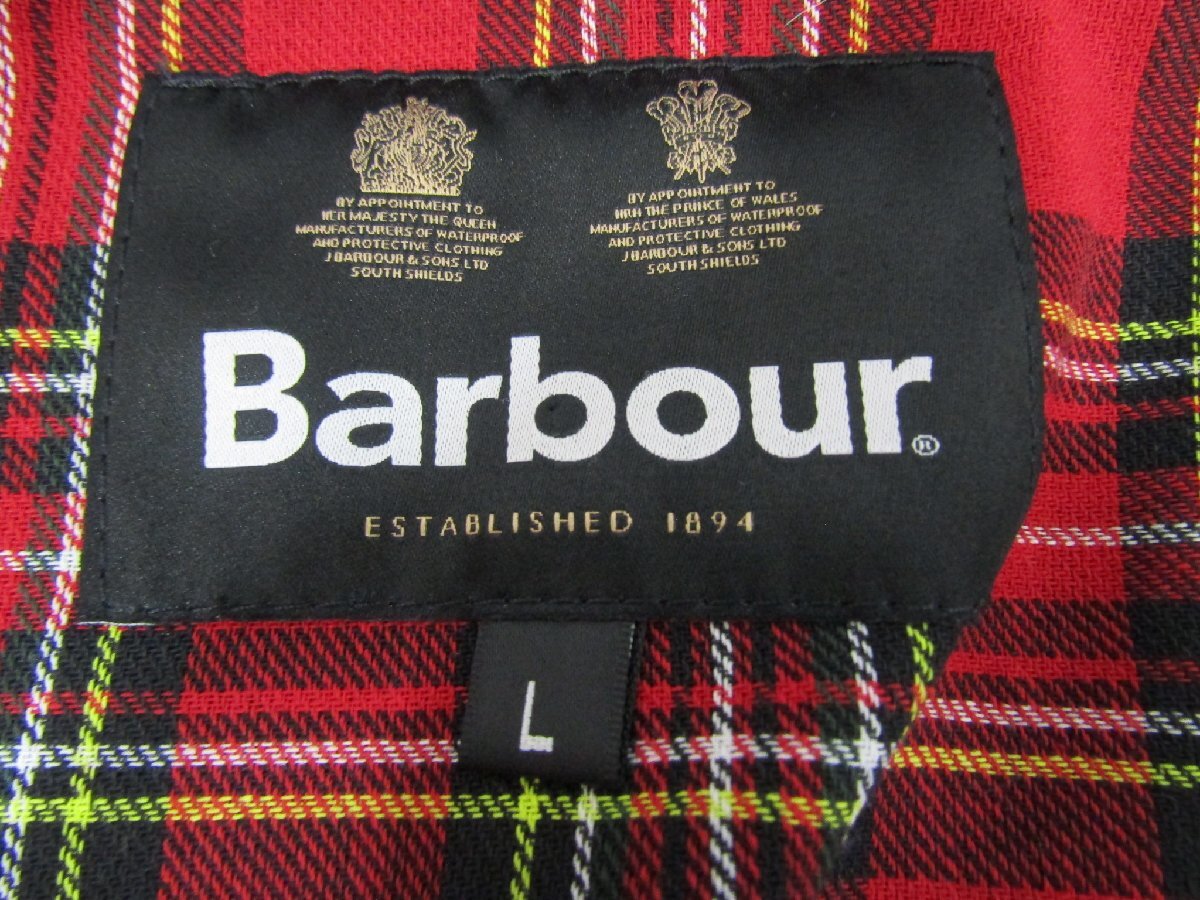 BY APPOINTMENT TO
HER MAJESTY THE QUEEN
MANUFACTURERS OF WATERPROOF
AND PROTECTIVE CLOTHING
J BARBOUR & SONS LTD
SOUTH SHIELDS
BY APPOINTMENT TO
HRH THE PRINCE OF WALES
MANUFACTURERS OF WATERPROOF
AND PROTECTIVE CLOTHING
J BARBOUR & SONS LTD
SOUTH SHIELDS
Barbour®
ESTABLISHED 1894
L